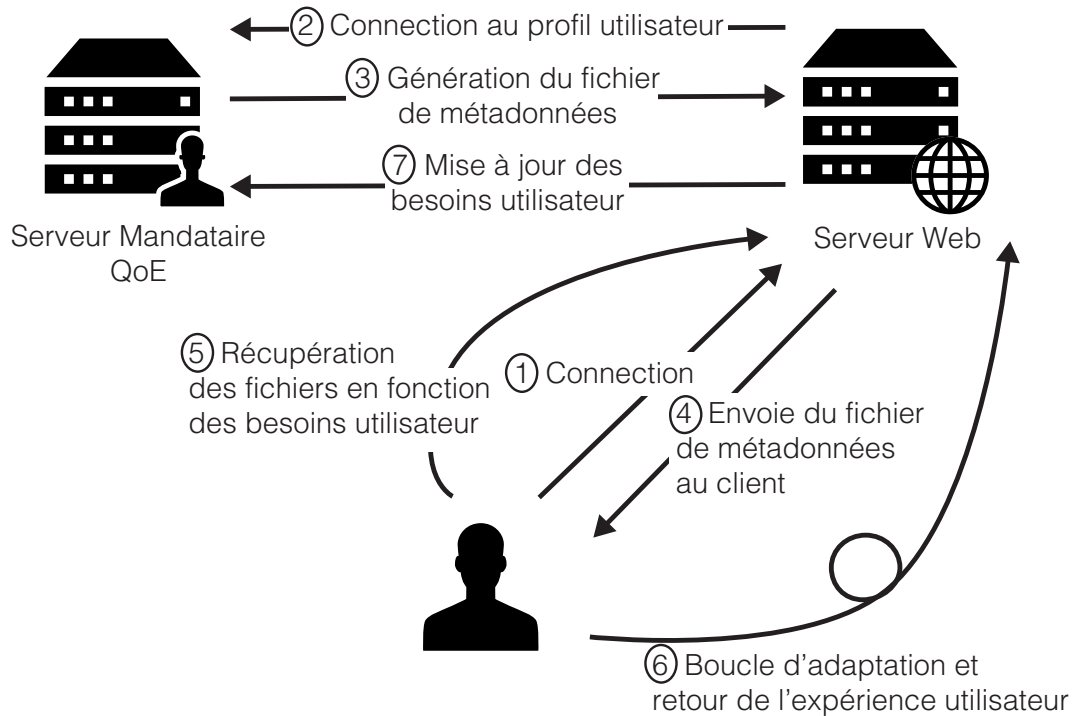 2 Connection au profil utilisateur
3 Génération du fichier
de métadonnées
7 Mise à jour des
besoins utilisateur
Serveur Mandataire
QoE
Serveur Web
5 Récupération
des fichiers en fonction
des besoins utilisateur
1 Connection
4 Envoie du fichier
de métadonnées
au client
6 Boucle d'adaptation et
retour de l'expérience utilisateur